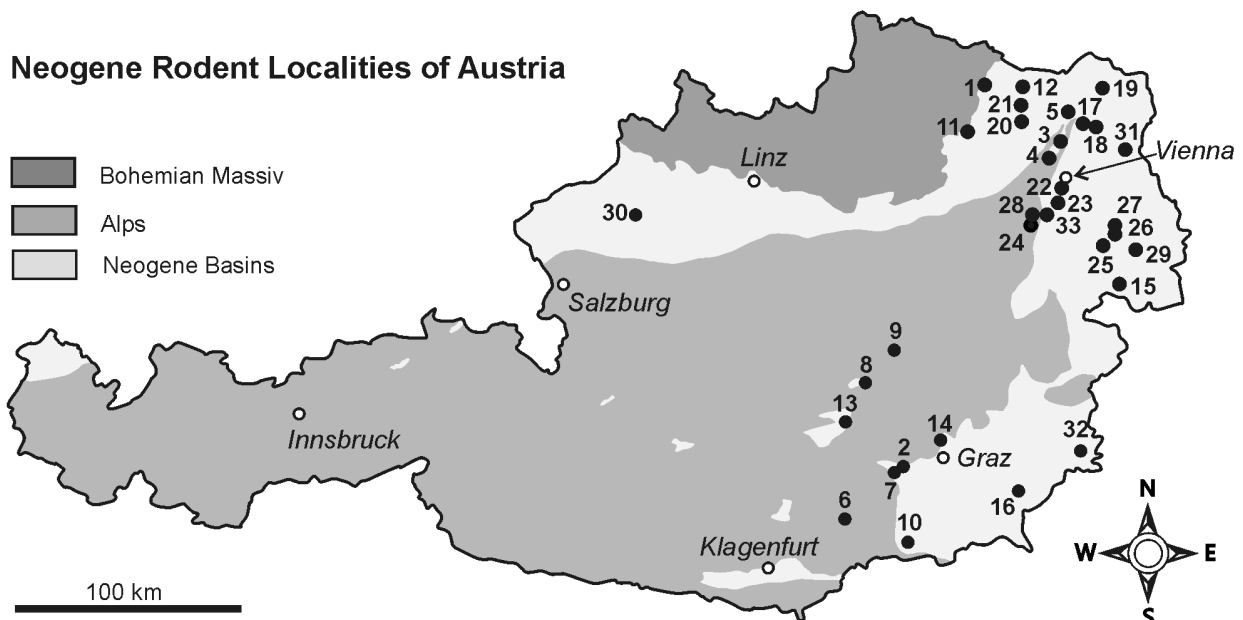 Neogene Rodent Localities of Austria
Bohemian Massiv
Alps
Neogene Basins
1
12
19
21
5
17
20
11
3
18
31
4
Vienna
Linz
22
30
28
23
27
33
26
24
25
29
15
Salzburg
9
8
13
Innsbruck
14
32
2
Graz
7
16
6
10
Klagenfurt
N
W
E
S
100 km